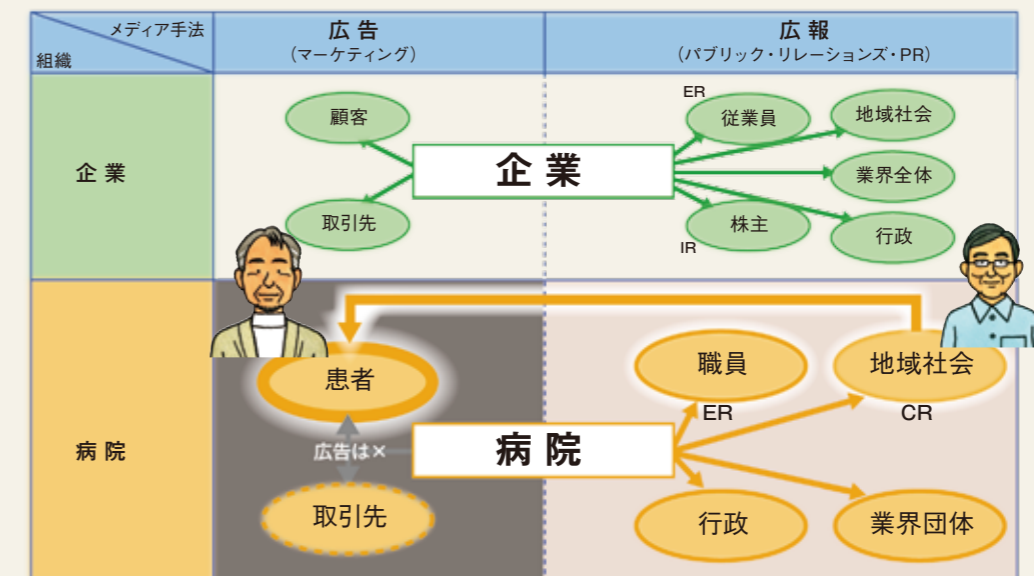 メディア手法
組織
広告
(マーケティング)
広報
(パブリック・リレーションズ・PR)
企業
顧客
取引先
企業
ER
従業員
地域社会
業界全体
株主
IR
行政
病院
患者
広告は×
取引先
病院
職員
ER
地域社会
CR
行政
業界団体